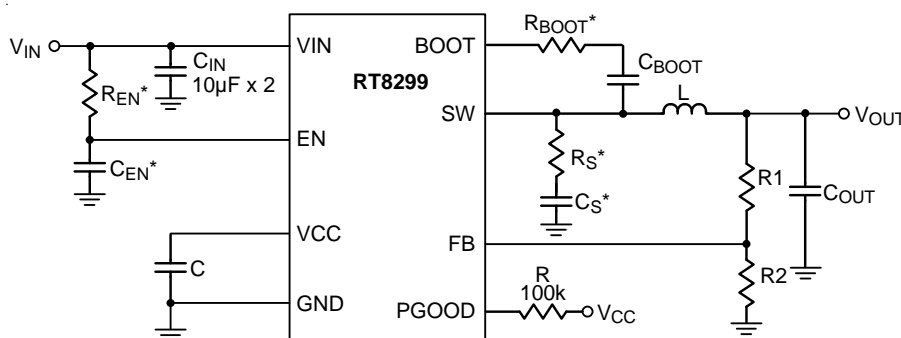 VIN
REN*
CEN*
CIN
10µF x 2
VIN
EN
VCC
GND
C
RT8299
BOOT
SW
FB
PGOOD
RBOOT*
CBOOT
L
RS*
CS*
R1
R2
COUT
VOUT
R
100k
VCC